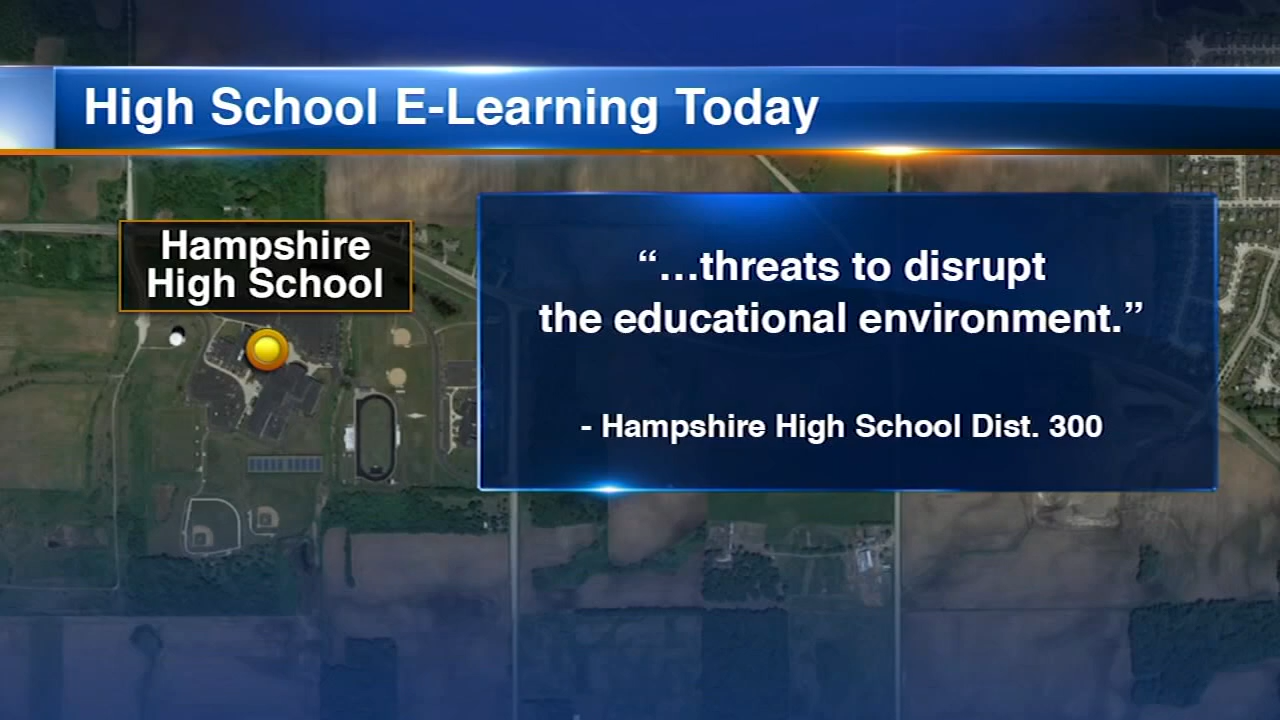 High School E-Learning Today
Hampshire
High School
“...threats to disrupt
the educational environment.”
- Hampshire High School Dist. 300